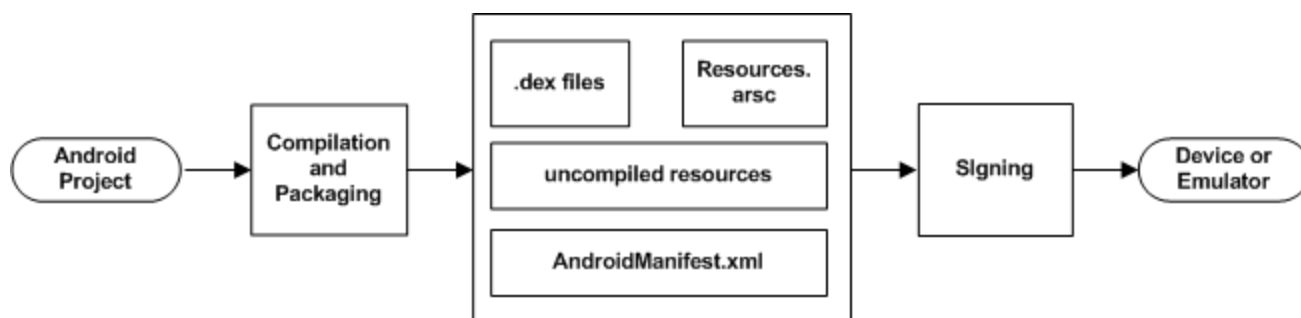 Android
Project
Compilation
and
Packaging
.dex files
Resources.
arsc
uncompiled resources
AndroidManifest.xml
SIgning
Device or
Emulator